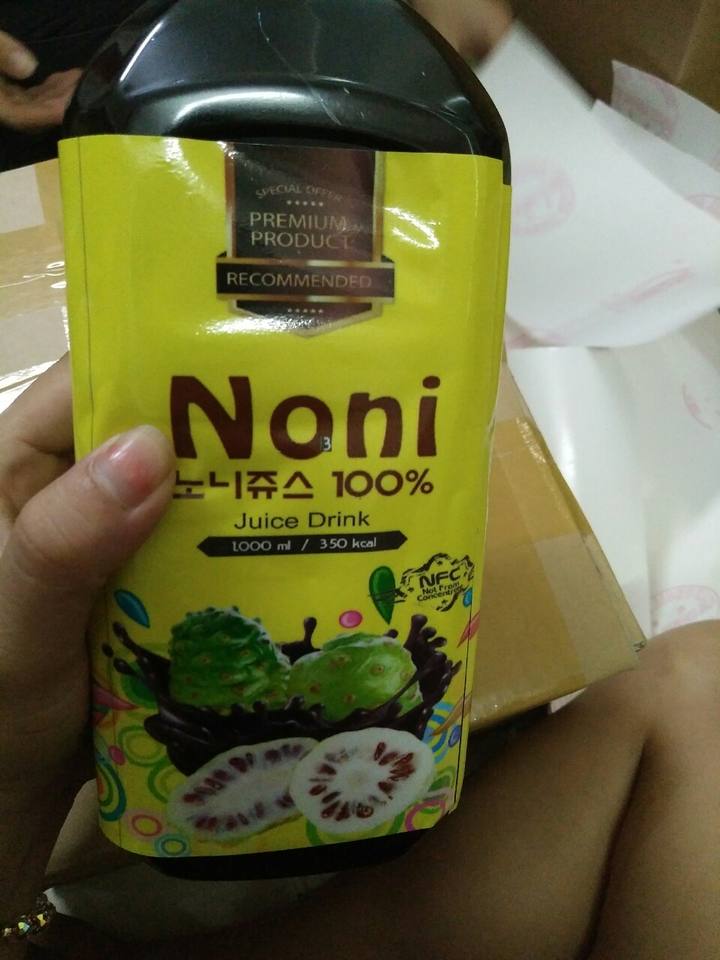 SPECIAL OFFER
PREMIUM
PRODUCT
RECOMMENDED
Noni
노니쥬스 100%
Juice Drink
1.000 ml / 350 kcal
NFC
Not From
Concentrate